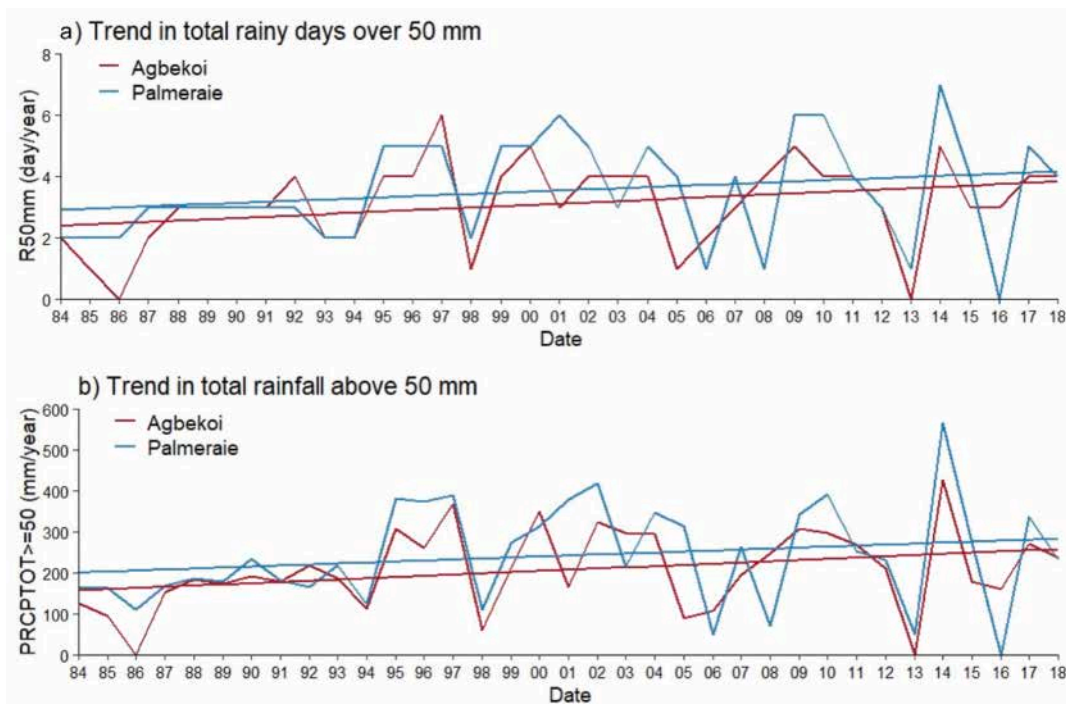 a) Trend in total rainy days over 50 mm
8
Agbekoi
Palmeraie
6
4
2
0
R50mm (day/year)
84 85 86 87 88 89 90 91 92 93 94 95 96 97 98 99 00 01 02 03 04 05 06 07 08 09 10 11 12 13 14 15 16 17 18
Date
b) Trend in total rainfall above 50 mm
600
Agbekoi
Palmeraie
500
400
300
200
100
0
PRCPTOT>=50 (mm/year)
84 85 86 87 88 89 90 91 92 93 94 95 96 97 98 99 00 01 02 03 04 05 06 07 08 09 10 11 12 13 14 15 16 17 18
Date